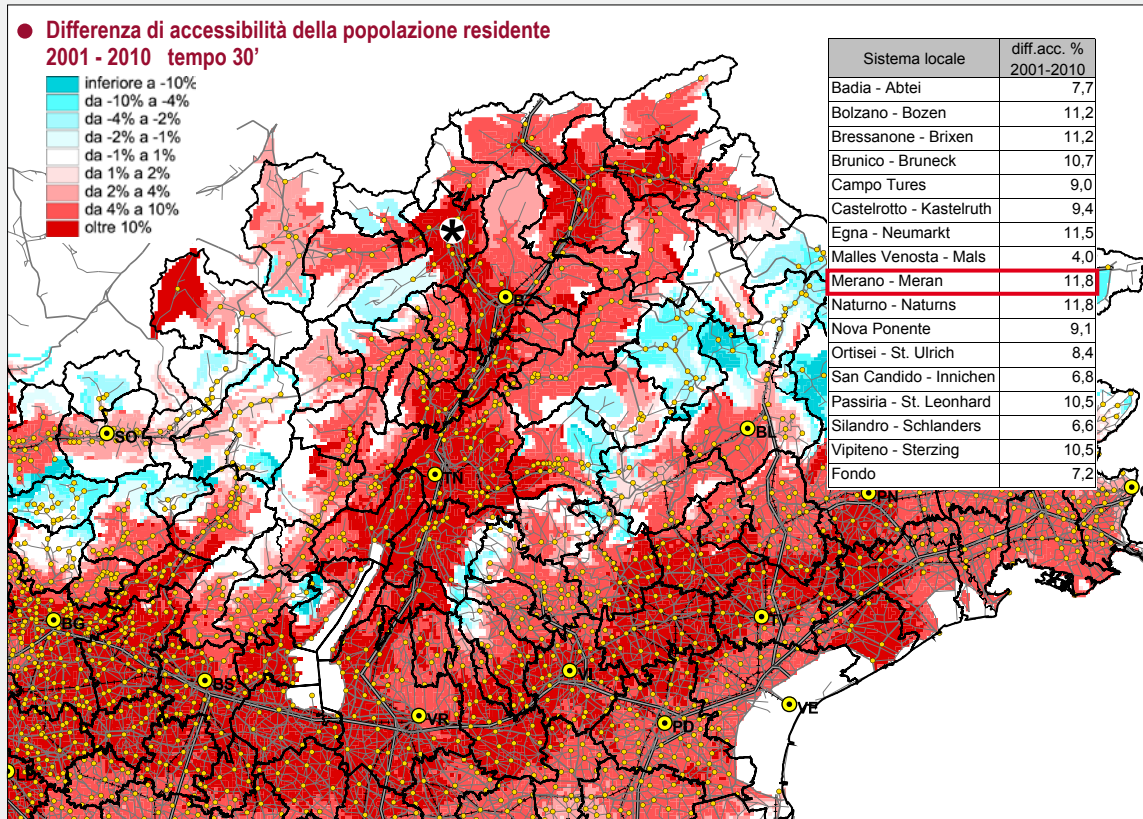 Differenza di accessibilità della popolazione residente
2001 - 2010 tempo 30'
inferiore a -10%
da -10% a -4%
da -4% a -2%
da -2% a -1%
da -1% a 1%
da 1% a 2%
da 2% a 4%
da 4% a 10%
oltre 10%
Sistema locale diff.acc. % 2001-2010
Badia - Abtei 7,7
Bolzano - Bozen 11,2
Bressanone - Brixen 11,2
Brunico - Bruneck 10,7
Campo Tures 9,0
Castelrotto - Kastelruth 9,4
Egna - Neumarkt 11,5
Malles Venosta - Mals 4,0
Merano - Meran 11,8
Naturno - Naturns 11,8
Nova Ponente 9,1
Ortisei - St. Ulrich 8,4
San Candido - Innichen 6,8
Passiria - St. Leonhard 10,5
Silandro - Schlanders 6,6
Vipiteno - Sterzing 10,5
Fondo 7,2
*
BZ
SO
BL
TN
PN
BG
BS
VI
VR
PD
VE